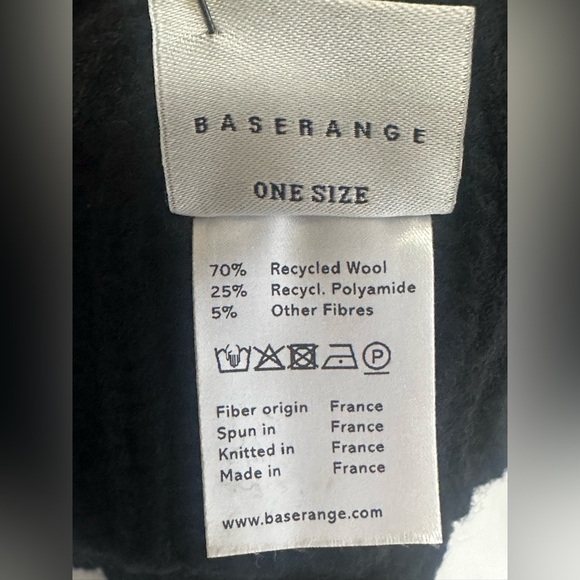 BASERANGE
ONE SIZE
70% Recycled Wool
25% Recycl. Polyamide
5% Other Fibres
P
Fiber origin France
Spun in France
Knitted in France
Made in France
www.baserange.com